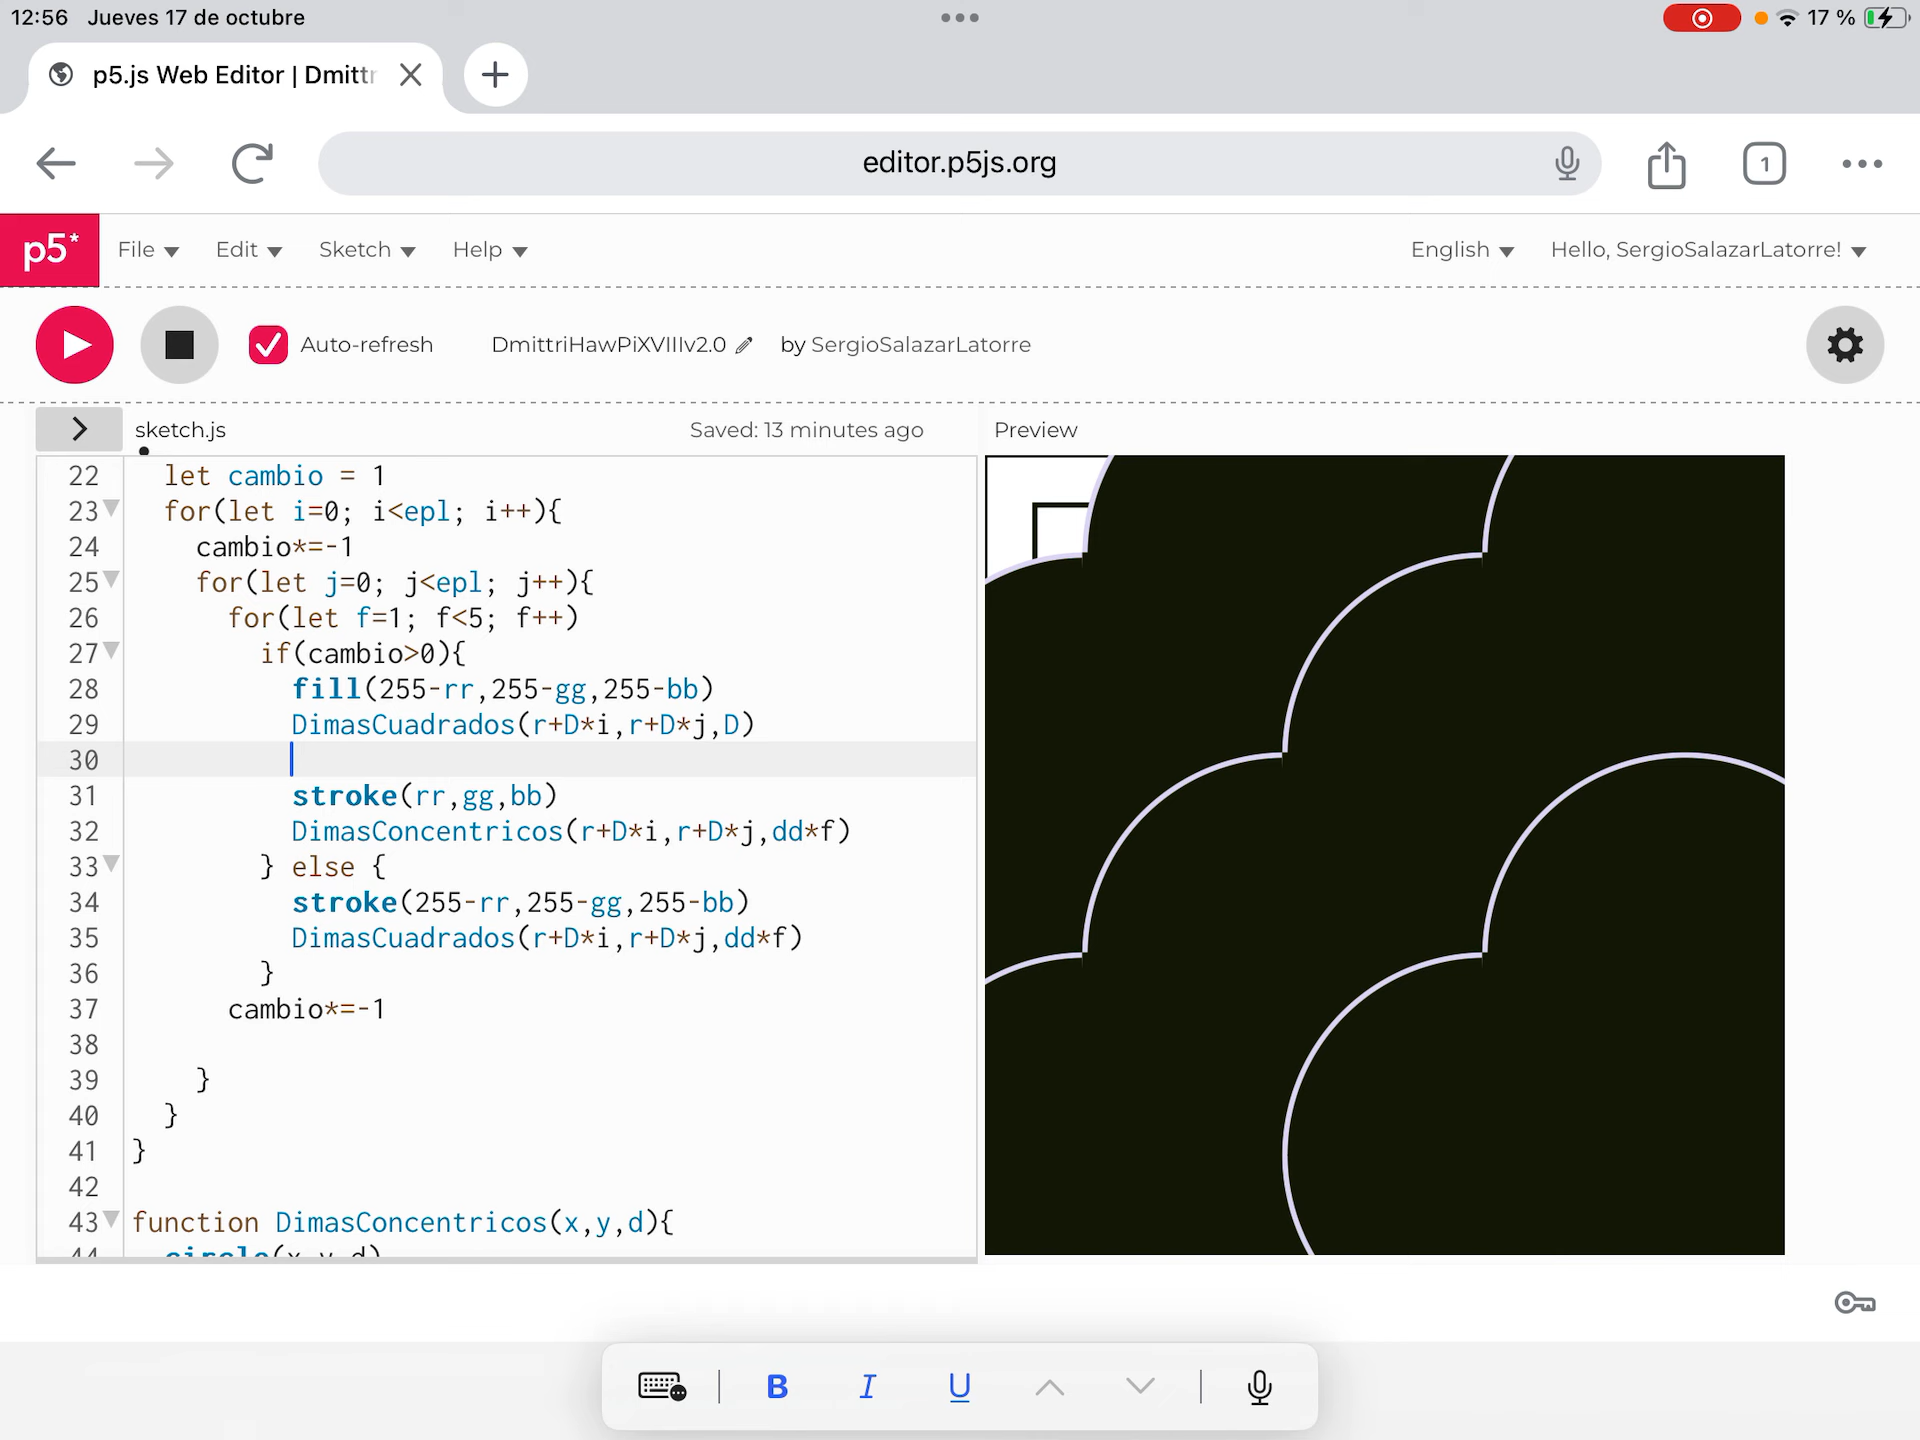 12:56 Jueves 17 de octubre
17 %
p5.js Web Editor | Dmittr
editor.p5js.org
1
p5* File Edit Sketch Help English Hello, SergioSalazarLatorre!
Auto-refresh DmittriHawPiXVIIIv2.0 by SergioSalazarLatorre
sketch.js Saved: 13 minutes ago Preview
22 let cambio = 1
23 for(let i=0; i<epl; i++){
24 cambio*=-1
25 for(let j=0; j<epl; j++){
26 for(let f=1; f<5; f++)
27 if(cambio>0){
28 fill(255-rr,255-gg,255-bb)
29 DimasCuadrados(r+D*i,r+D*j,D)
30
31 stroke(rr,gg,bb)
32 DimasConcentricos(r+D*i,r+D*j,dd*f)
33 } else {
34 stroke(255-rr,255-gg,255-bb)
35 DimasCuadrados(r+D*i,r+D*j,dd*f)
36 }
37 cambio*=-1
38
39 }
40 }
41 }
42
43 function DimasConcentricos(x,y,d){
44 circle(x,y,d)
B I U